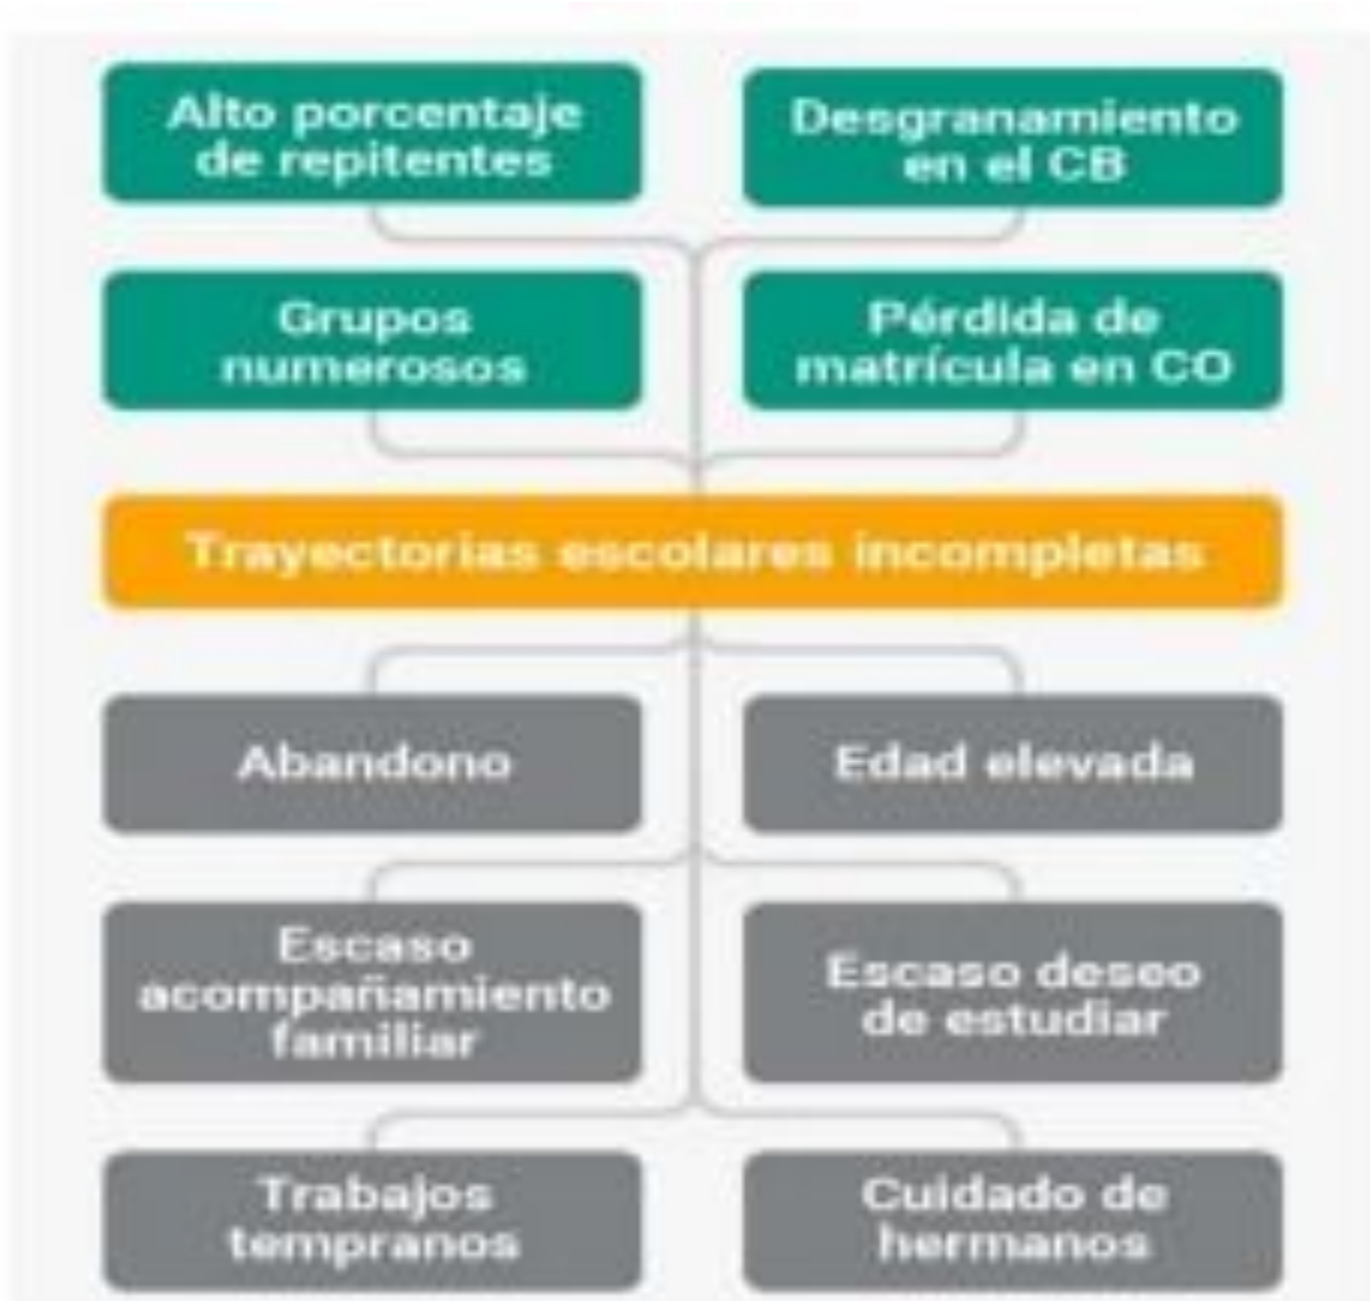 Alto porcentaje
de repitentes
Desgranamiento
en el CB
Grupos
numerosos
Pérdida de
matrícula en CO
Trayectorias escolares incompletas
Abandono
Edad elevada
Escaso
acompañamiento
familiar
Escaso deseo
de estudiar
Trabajos
tempranos
Cuidado de
hermanos